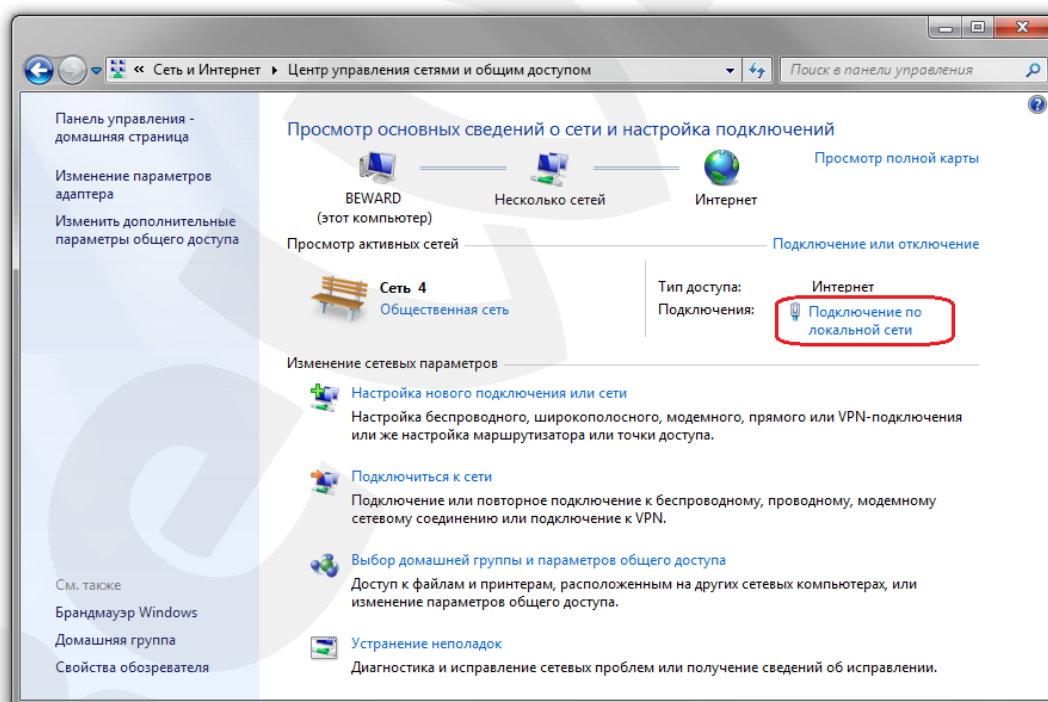 « Сеть и Интернет ▸ Центр управления сетями и общим доступом
Поиск в панели управления
Панель управления -
домашняя страница
Изменение параметров
адаптера
Изменить дополнительные
параметры общего доступа
Просмотр основных сведений о сети и настройка подключений
Просмотр полной карты
BEWARD
(этот компьютер)
Несколько сетей
Интернет
Просмотр активных сетей
Подключение или отключение
Сеть 4
Общественная сеть
Тип доступа: Интернет
Подключения: Подключение по
локальной сети
Изменение сетевых параметров
Настройка нового подключения или сети
Настройка беспроводного, широкополосного, модемного, прямого или VPN-подключения
или же настройка маршрутизатора или точки доступа.
Подключиться к сети
Подключение или повторное подключение к беспроводному, проводному, модемному
сетевому соединению или подключение к VPN.
Выбор домашней группы и параметров общего доступа
Доступ к файлам и принтерам, расположенным на других сетевых компьютерах, или
изменение параметров общего доступа.
Устранение неполадок
Диагностика и исправление сетевых проблем или получение сведений об исправлении.
См. также
Брандмауэр Windows
Домашняя группа
Свойства обозревателя